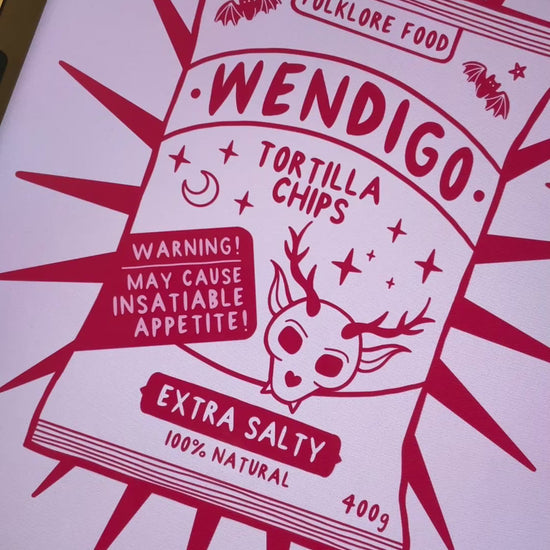 FOLKLORE FOOD
·WENDIGO·
TORTILLA
CHIPS
WARNING!
MAY CAUSE
INSATIABLE
APPETITE!
EXTRA SALTY
100% NATURAL
400g